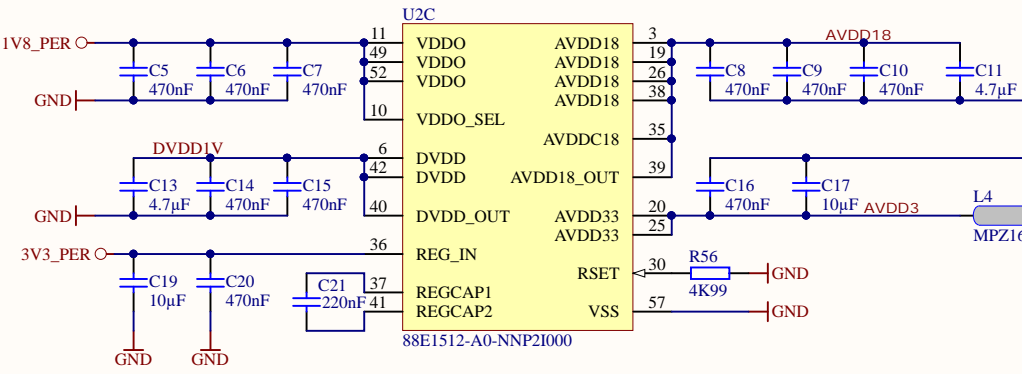 U2C
1V8_PER
11
VDDO
AVDD18
3
AVDD18
49
VDDO
AVDD18
19
52
VDDO
AVDD18
26
C5
C6
C7
C8
C9
C10
C11
470nF
470nF
470nF
470nF
470nF
470nF
4.7µF
GND
AVDD18
38
10
VDDO_SEL
AVDDC18
35
DVDD1V
6
DVDD
42
DVDD
AVDD18_OUT
39
C13
C14
C15
C16
C17
4.7µF
470nF
470nF
470nF
10µF
AVDD3
L4
MPZ16
GND
40
DVDD_OUT
AVDD33
20
AVDD33
25
3V3_PER
36
REG_IN
RSET
30
R56
4K99
GND
C19
C20
C21
10µF
470nF
220nF
37
REGCAP1
41
REGCAP2
VSS
57
GND
88E1512-A0-NNP2I000
GND
GND